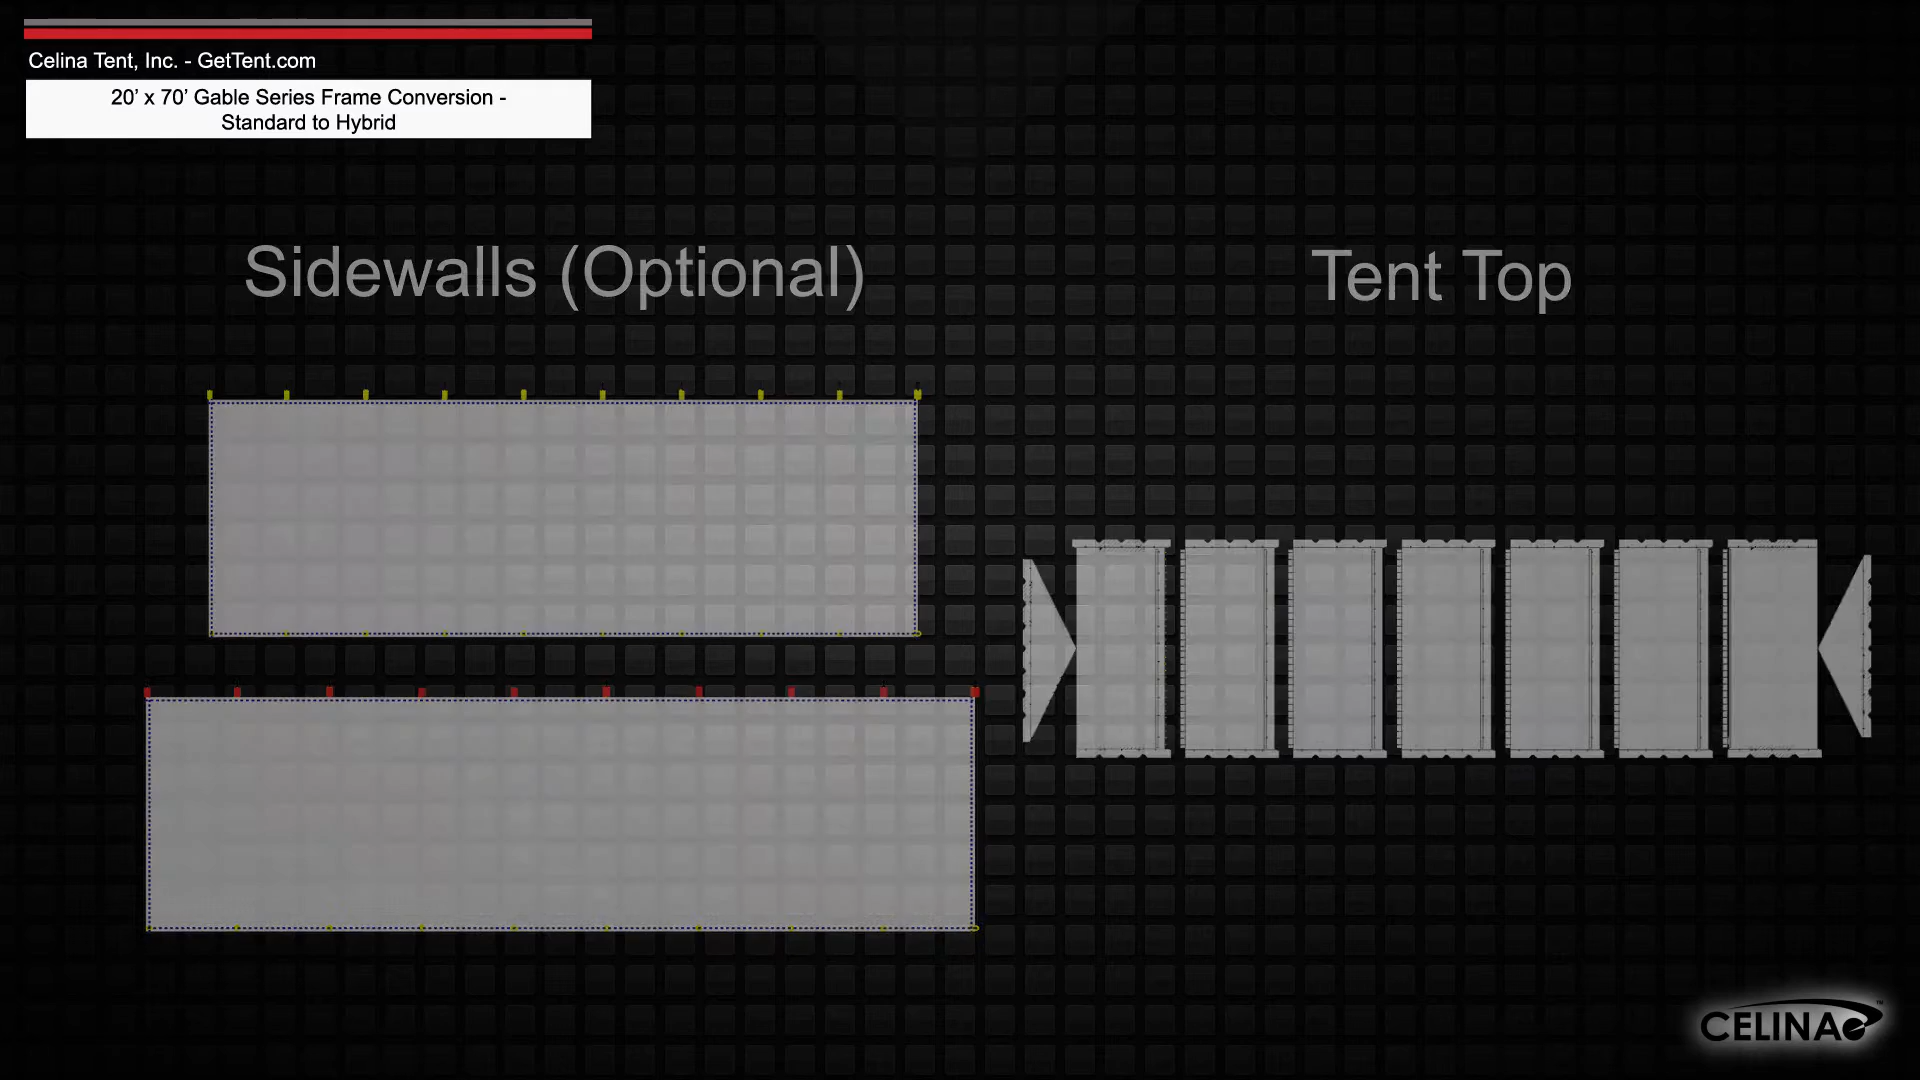 Celina Tent, Inc. - GetTent.com
20’ x 70’ Gable Series Frame Conversion -
Standard to Hybrid
Sidewalls (Optional)
Tent Top
CELINA